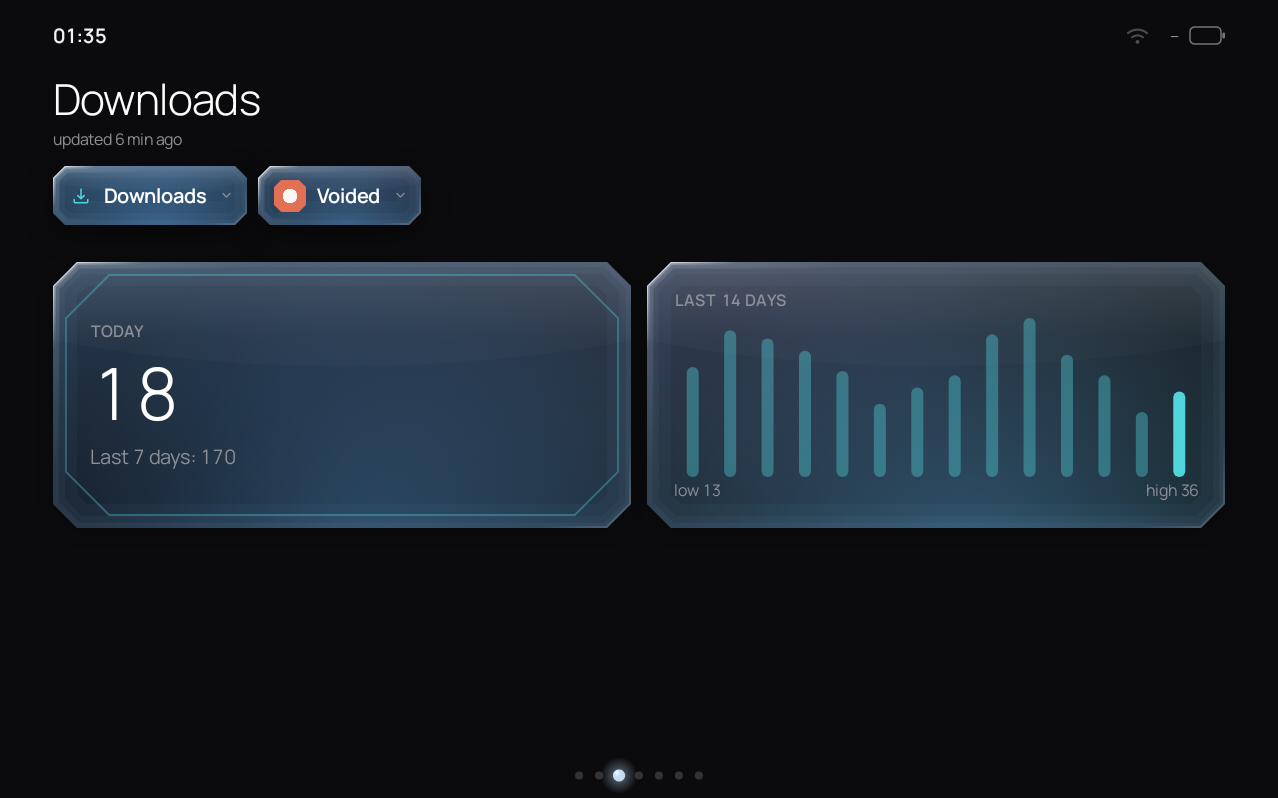 01:35
–
Downloads
updated 6 min ago
Downloads
Voided
TODAY
18
Last 7 days: 170
LAST 14 DAYS
low 13
high 36